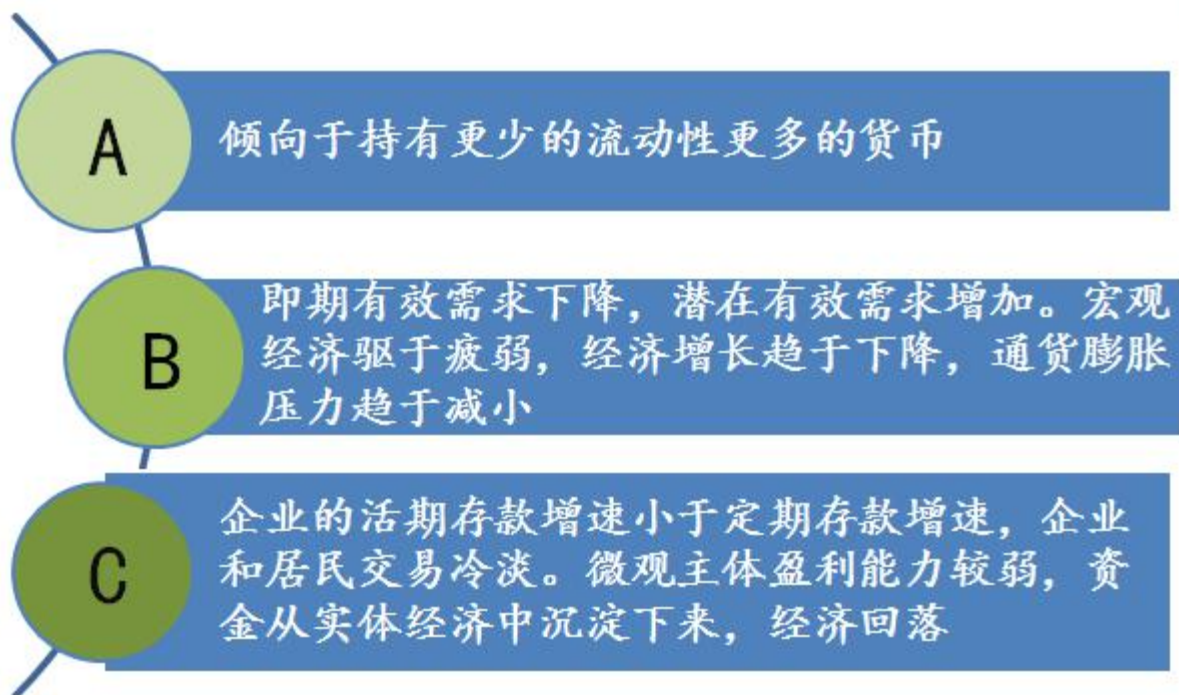 A
倾向于持有更少的流动性更多的货币
B
即期有效需求下降，潜在有效需求增加。宏观
经济驱于疲弱，经济增长趋于下降，通货膨胀
压力趋于减小
C
企业的活期存款增速小于定期存款增速，企业
和居民交易冷淡。微观主体盈利能力较弱，资
金从实体经济中沉淀下来，经济回落